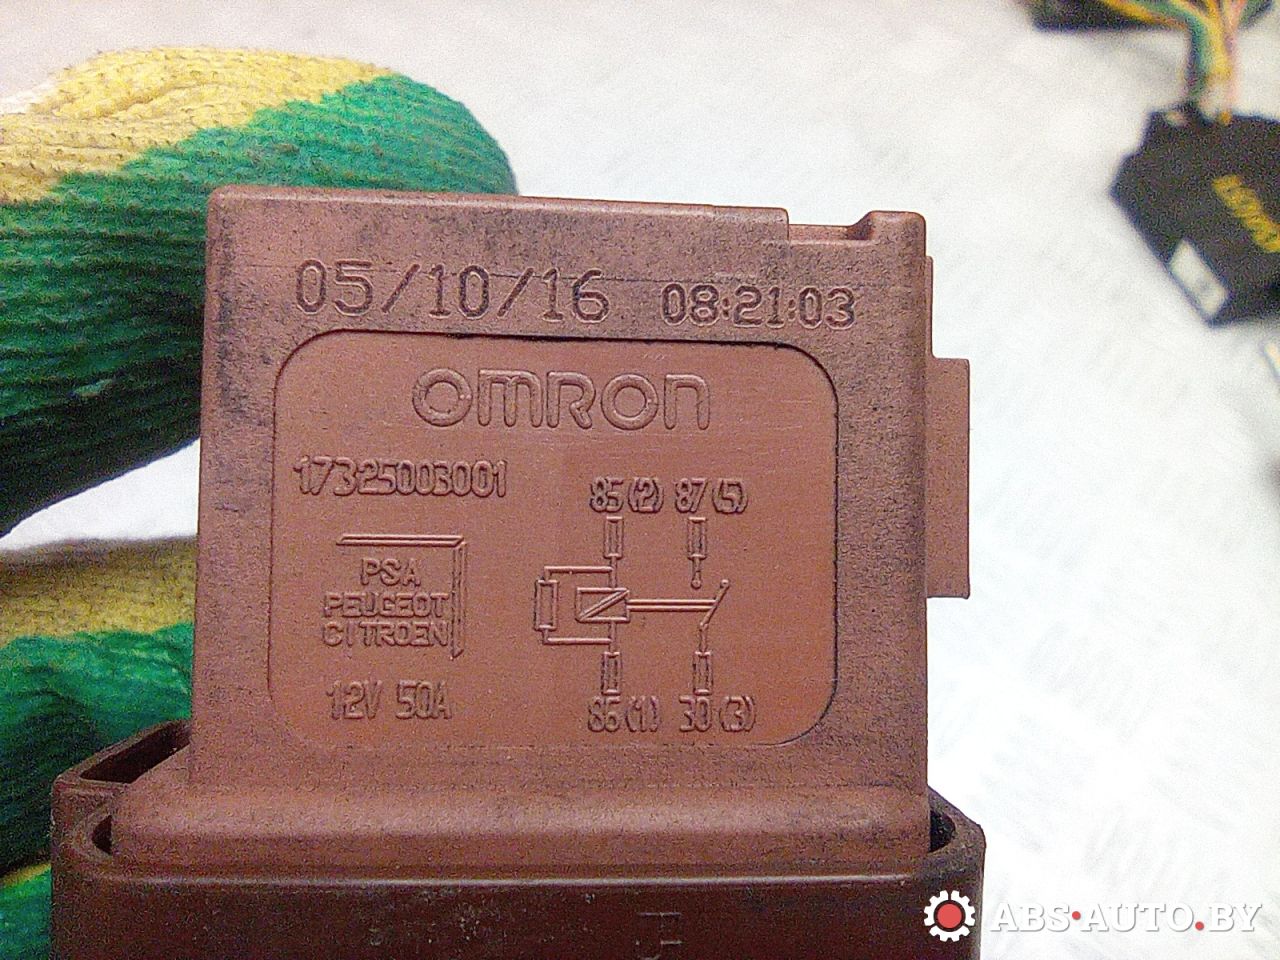 05/10/16 08:21:03
omron
17325003001
85(2) 87(5)
PSA
PEUGEOT
CITROEN
12V 50A
86(1) 30(3)
ABS·AUTO.BY